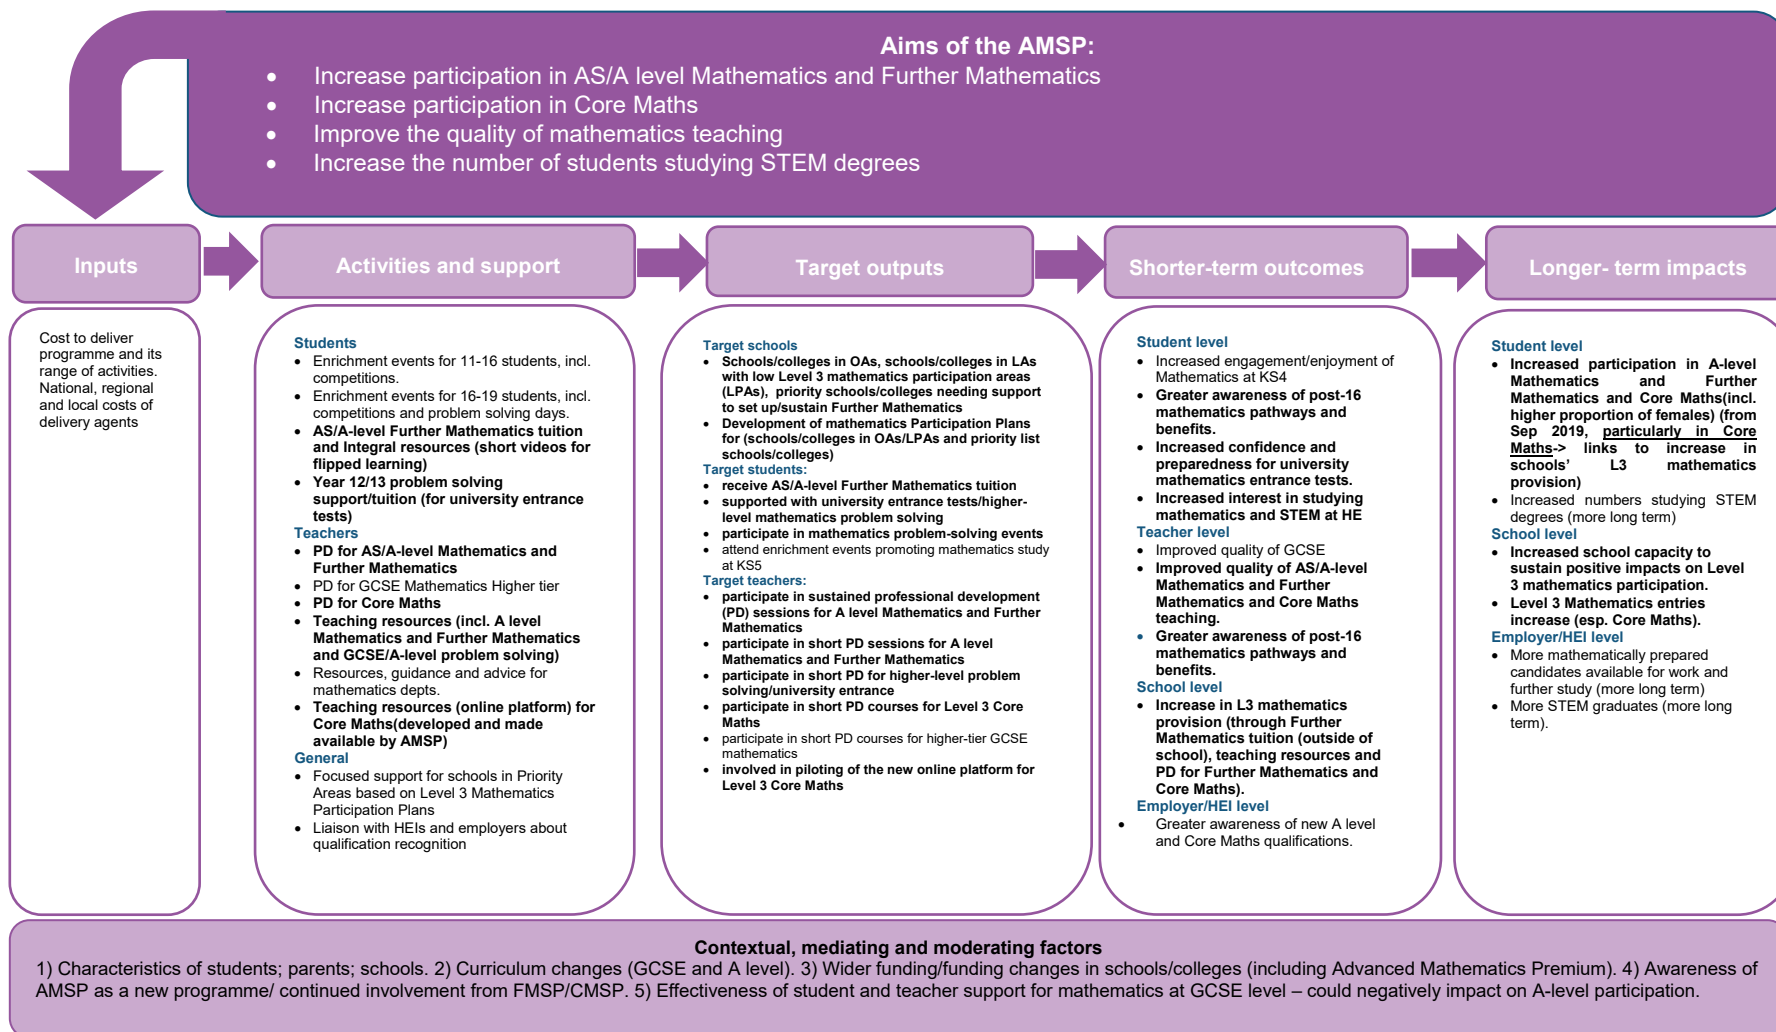 Aims of the AMSP:
• Increase participation in AS/A level Mathematics and Further Mathematics
• Increase participation in Core Maths
• Improve the quality of mathematics teaching
• Increase the number of students studying STEM degrees
Inputs
Activities and support
Target outputs
Shorter-term outcomes
Longer- term impacts
Cost to deliver
programme and its
range of activities.
National, regional
and local costs of
delivery agents
Students
• Enrichment events for 11-16 students, incl.
competitions.
• Enrichment events for 16-19 students, incl.
competitions and problem solving days.
• AS/A-level Further Mathematics tuition
and Integral resources (short videos for
flipped learning)
• Year 12/13 problem solving
support/tuition (for university entrance
tests)
Teachers
• PD for AS/A-level Mathematics and
Further Mathematics
• PD for GCSE Mathematics Higher tier
• PD for Core Maths
• Teaching resources (incl. A level
Mathematics and Further Mathematics
and GCSE/A-level problem solving)
• Resources, guidance and advice for
mathematics depts.
• Teaching resources (online platform) for
Core Maths(developed and made
available by AMSP)
General
• Focused support for schools in Priority
Areas based on Level 3 Mathematics
Participation Plans
• Liaison with HEIs and employers about
qualification recognition
Target schools
• Schools/colleges in OAs, schools/colleges in LAs
with low Level 3 mathematics participation areas
(LPAs), priority schools/colleges needing support
to set up/sustain Further Mathematics
• Development of mathematics Participation Plans
for (schools/colleges in OAs/LPAs and priority list
schools/colleges)
Target students:
• receive AS/A-level Further Mathematics tuition
• supported with university entrance tests/higher-
level mathematics problem solving
• participate in mathematics problem-solving events
• attend enrichment events promoting mathematics study
at KS5
Target teachers:
• participate in sustained professional development
(PD) sessions for A level Mathematics and Further
Mathematics
• participate in short PD sessions for A level
Mathematics and Further Mathematics
• participate in short PD for higher-level problem
solving/university entrance
• participate in short PD courses for Level 3 Core
Maths
• participate in short PD courses for higher-tier GCSE
mathematics
• involved in piloting of the new online platform for
Level 3 Core Maths
Student level
• Increased engagement/enjoyment of
Mathematics at KS4
• Greater awareness of post-16
mathematics pathways and
benefits.
• Increased confidence and
preparedness for university
mathematics entrance tests.
• Increased interest in studying
mathematics and STEM at HE
Teacher level
• Improved quality of GCSE
• Improved quality of AS/A-level
Mathematics and Further
Mathematics and Core Maths
teaching.
• Greater awareness of post-16
mathematics pathways and
benefits.
School level
• Increase in L3 mathematics
provision (through Further
Mathematics tuition (outside of
school), teaching resources and
PD for Further Mathematics and
Core Maths).
Employer/HEI level
• Greater awareness of new A level
and Core Maths qualifications.
Student level
• Increased participation in A-level
Mathematics and Further
Mathematics and Core Maths(incl.
higher proportion of females) (from
Sep 2019, particularly in Core
Maths-> links to increase in
schools' L3 mathematics
provision)
• Increased numbers studying STEM
degrees (more long term)
School level
• Increased school capacity to
sustain positive impacts on Level
3 mathematics participation.
• Level 3 Mathematics entries
increase (esp. Core Maths).
Employer/HEI level
• More mathematically prepared
candidates available for work and
further study (more long term)
• More STEM graduates (more long
term).
Contextual, mediating and moderating factors
1) Characteristics of students; parents; schools. 2) Curriculum changes (GCSE and A level). 3) Wider funding/funding changes in schools/colleges (including Advanced Mathematics Premium). 4) Awareness of
AMSP as a new programme/ continued involvement from FMSP/CMSP. 5) Effectiveness of student and teacher support for mathematics at GCSE level – could negatively impact on A-level participation.